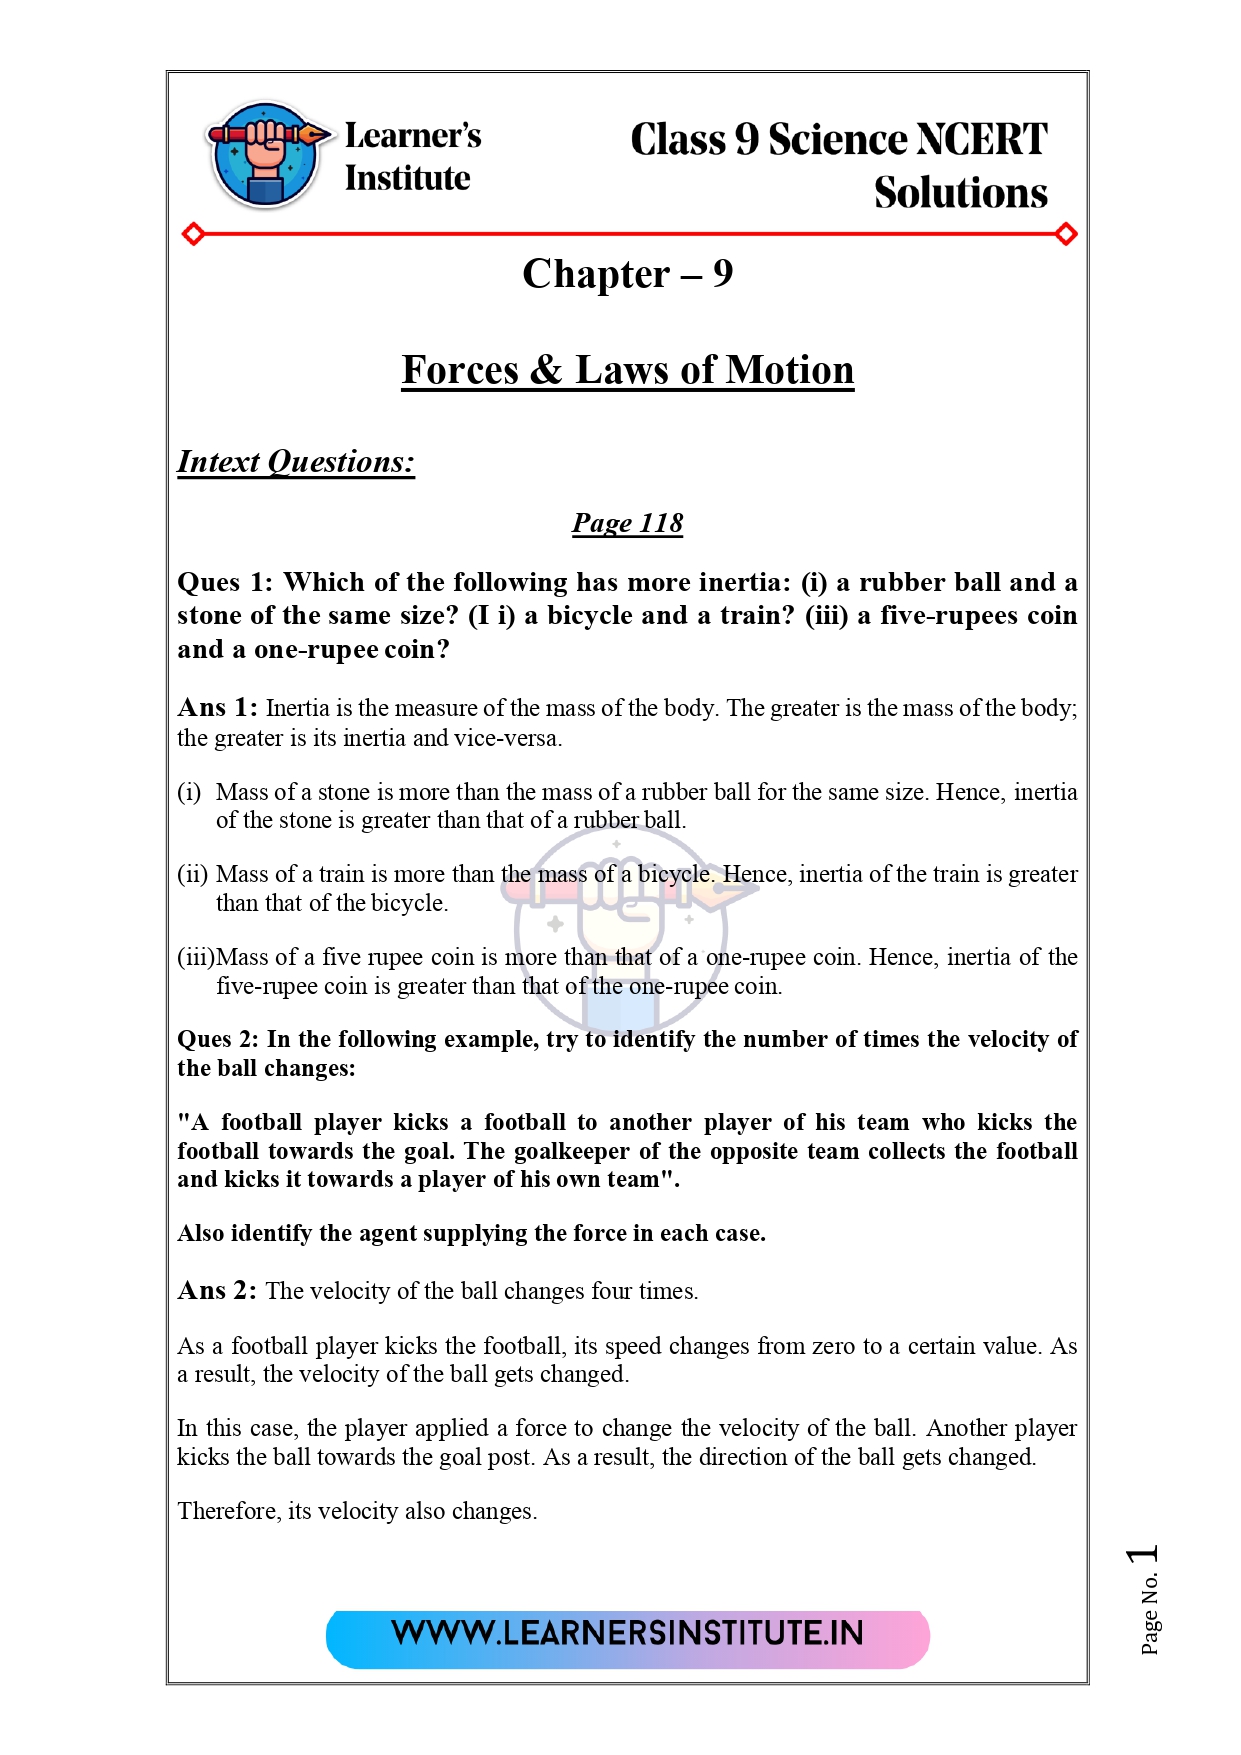 Learner's
Institute
Class 9 Science NCERT
Solutions
Chapter – 9
Forces & Laws of Motion
Intext Questions:
Page 118
Ques 1: Which of the following has more inertia: (i) a rubber ball and a
stone of the same size? (I i) a bicycle and a train? (iii) a five-rupees coin
and a one-rupee coin?
Ans 1: Inertia is the measure of the mass of the body. The greater is the mass of the body;
the greater is its inertia and vice-versa.
(i) Mass of a stone is more than the mass of a rubber ball for the same size. Hence, inertia
of the stone is greater than that of a rubber ball.
(ii) Mass of a train is more than the mass of a bicycle. Hence, inertia of the train is greater
than that of the bicycle.
(iii)Mass of a five rupee coin is more than that of a one-rupee coin. Hence, inertia of the
five-rupee coin is greater than that of the one-rupee coin.
Ques 2: In the following example, try to identify the number of times the velocity of
the ball changes:
"A football player kicks a football to another player of his team who kicks the
football towards the goal. The goalkeeper of the opposite team collects the football
and kicks it towards a player of his own team".
Also identify the agent supplying the force in each case.
Ans 2: The velocity of the ball changes four times.
As a football player kicks the football, its speed changes from zero to a certain value. As
a result, the velocity of the ball gets changed.
In this case, the player applied a force to change the velocity of the ball. Another player
kicks the ball towards the goal post. As a result, the direction of the ball gets changed.
Therefore, its velocity also changes.
Page No. 1
WWW.LEARNERSINSTITUTE.IN